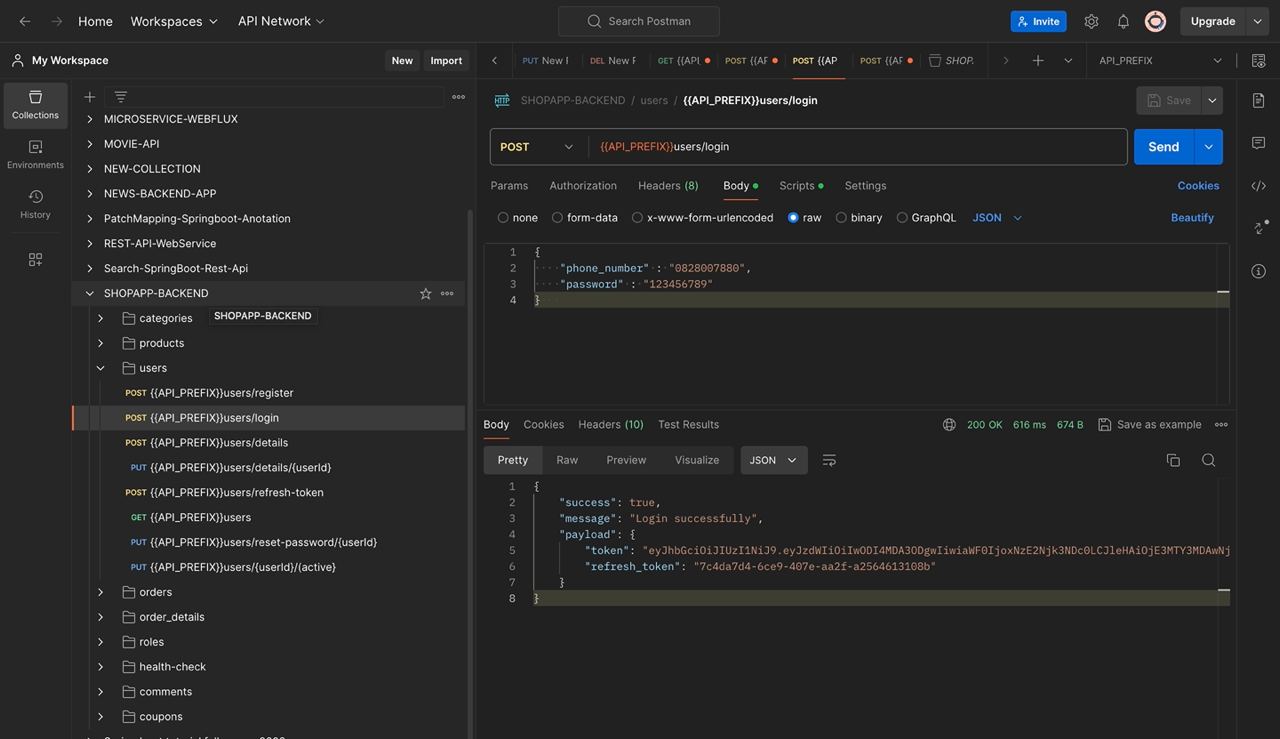 Home Workspaces API Network Search Postman Invite Upgrade
My Workspace New Import
PUT New F DEL New F GET {{API, POST {{AF POST {{AP POST {{AF SHOP. API_PREFIX
Collections
Environments
History
MICROSERVICE-WEBFLUX
MOVIE-API
NEW-COLLECTION
NEWS-BACKEND-APP
PatchMapping-Springboot-Anotation
REST-API-WebService
Search-SpringBoot-Rest-Api
SHOPAPP-BACKEND
SHOPAPP-BACKEND
categories
products
users
POST {{API_PREFIX}}users/register
POST {{API_PREFIX}}users/login
POST {{API_PREFIX}}users/details
PUT {{API_PREFIX}}users/details/{userId}
POST {{API_PREFIX}}users/refresh-token
GET {{API_PREFIX}}users
PUT {{API_PREFIX}}users/reset-password/{userId}
PUT {{API_PREFIX}}users/{userId}/{active}
orders
order_details
roles
health-check
comments
coupons
HTTP SHOPAPP-BACKEND / users / {{API_PREFIX}}users/login Save
POST {{API_PREFIX}}users/login Send
Params Authorization Headers (8) Body Scripts Settings Cookies
none form-data x-www-form-urlencoded raw binary GraphQL JSON Beautify
1 {
2 "phone_number" : "0828007880",
3 "password" : "123456789"
4 }
Body Cookies Headers (10) Test Results 200 OK 616 ms 674 B Save as example
Pretty Raw Preview Visualize JSON
1 {
2 "success": true,
3 "message": "Login successfully",
4 "payload": {
5 "token": "eyJhbGciOiJIUzI1NiJ9.eyJzdWIiOiIwODI4MDA3ODgwIiwiaWF0IjoxNzE2Njk3NDc0LCJleHAiOjE3MTY3MDAwNj
6 "refresh_token": "7c4da7d4-6ce9-407e-aa2f-a2564613108b"
7 }
8 }